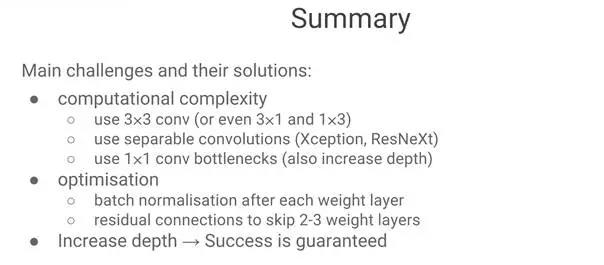 Summary
Main challenges and their solutions:
● computational complexity
○ use 3×3 conv (or even 3×1 and 1×3)
○ use separable convolutions (Xception, ResNeXt)
○ use 1×1 conv bottlenecks (also increase depth)
● optimisation
○ batch normalisation after each weight layer
○ residual connections to skip 2-3 weight layers
● Increase depth → Success is guaranteed